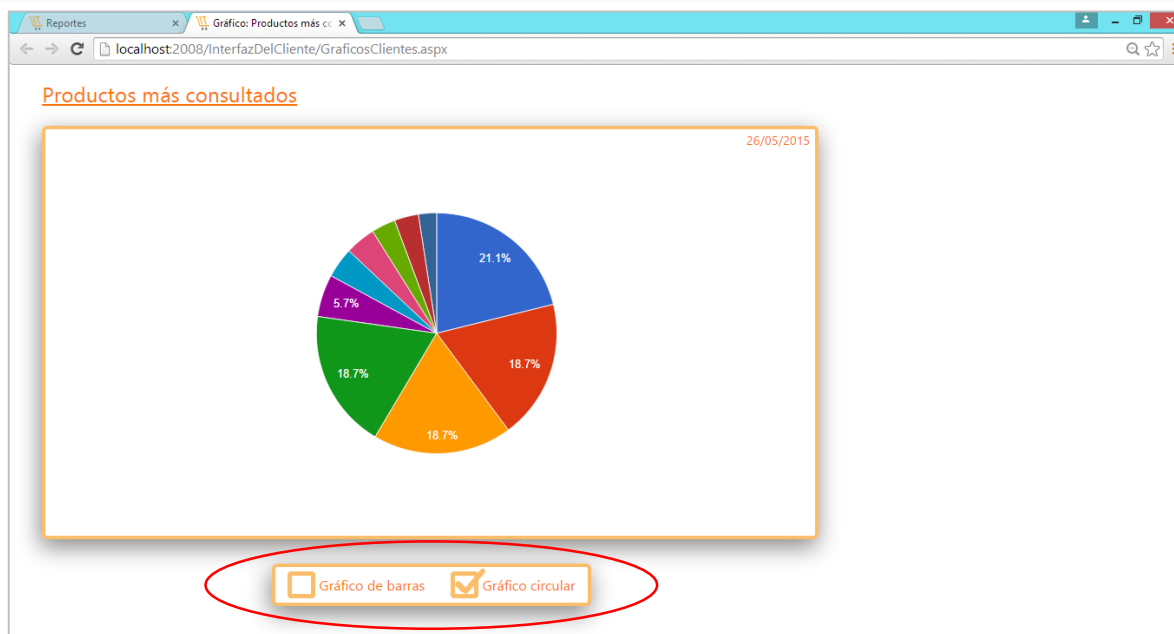 Reportes
Gráfico: Productos más cc
localhost:2008/InterfazDelCliente/GraficosClientes.aspx
Productos más consultados
26/05/2015
21.1%
5.7%
18.7%
18.7%
18.7%
Gráfico de barras Gráfico circular